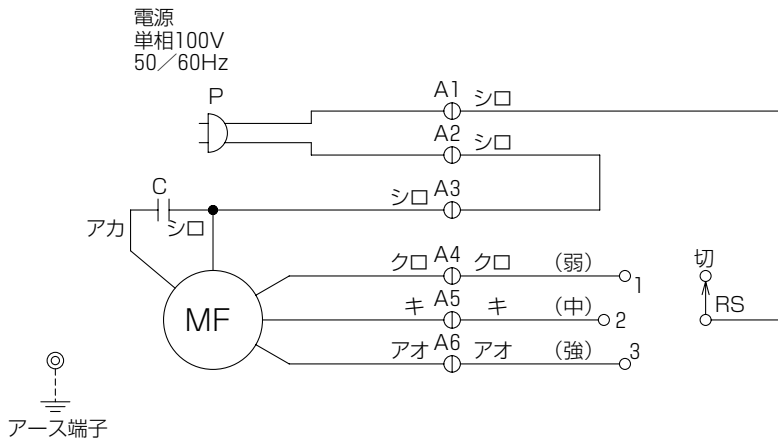 電源
単相100V
50／60Hz
P
A1 シロ
A2 シロ
シロ A3
C
アカ シロ
クロ A4 クロ （弱） 1
キ A5 キ （中） 2
アオ A6 アオ （強） 3
切
RS
MF
アース端子